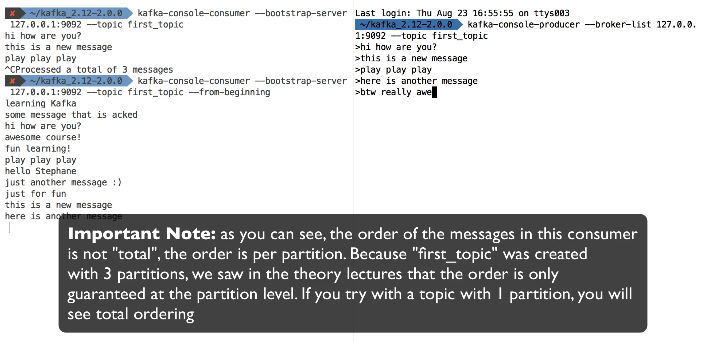 ✘ ~/kafka_2.12-2.0.0 kafka-console-consumer --bootstrap-server
127.0.0.1:9092 --topic first_topic
hi how are you?
this is a new message
play play play
^CProcessed a total of 3 messages
✘ ~/kafka_2.12-2.0.0 kafka-console-consumer --bootstrap-server
127.0.0.1:9092 --topic first_topic --from-beginning
learning Kafka
some message that is acked
hi how are you?
awesome course!
fun learning!
play play play
hello Stephane
just another message :)
just for fun
this is a new message
here is another message
Last login: Thu Aug 23 16:55:55 on ttys003
~/kafka_2.12-2.0.0 kafka-console-producer --broker-list 127.0.0.
1:9092 --topic first_topic
>hi how are you?
>this is a new message
>play play play
>here is another message
>btw really awe
Important Note: as you can see, the order of the messages in this consumer
is not "total", the order is per partition. Because "first_topic" was created
with 3 partitions, we saw in the theory lectures that the order is only
guaranteed at the partition level. If you try with a topic with 1 partition, you will
see total ordering